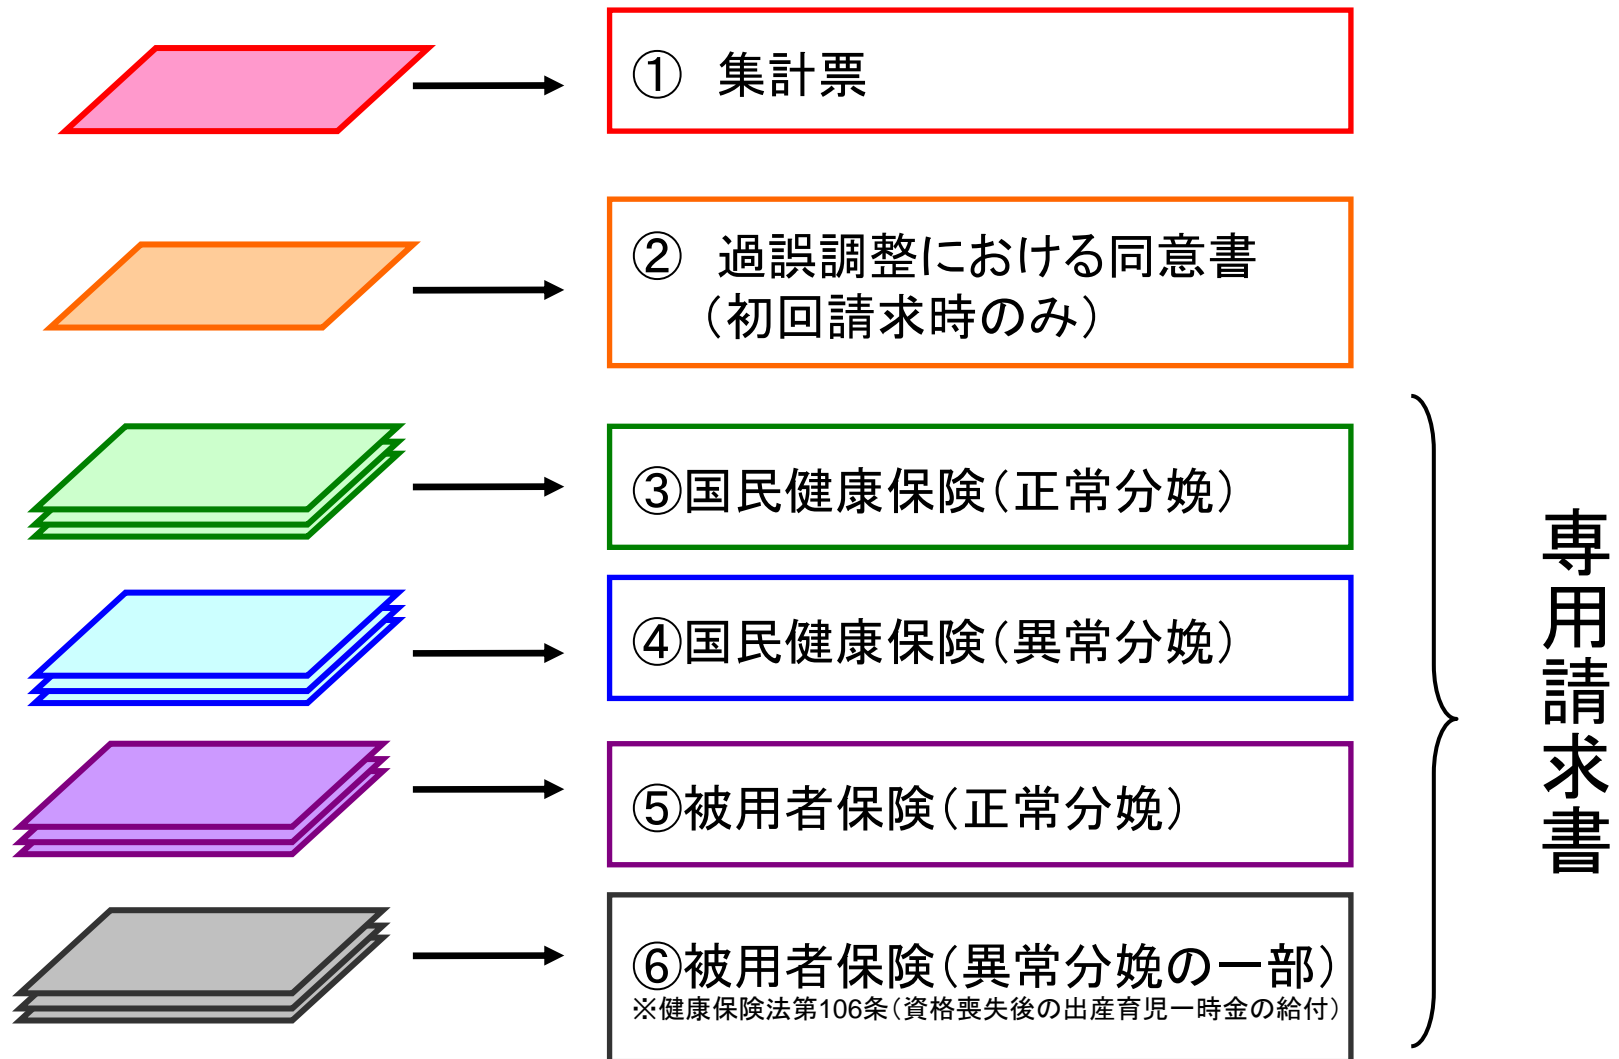 ① 集計票
② 過誤調整における同意書
（初回請求時のみ）
③国民健康保険（正常分娩）
④国民健康保険（異常分娩）
⑤被用者保険（正常分娩）
⑥被用者保険（異常分娩の一部）
※健康保険法第106条（資格喪失後の出産育児一時金の給付）
専用請求書